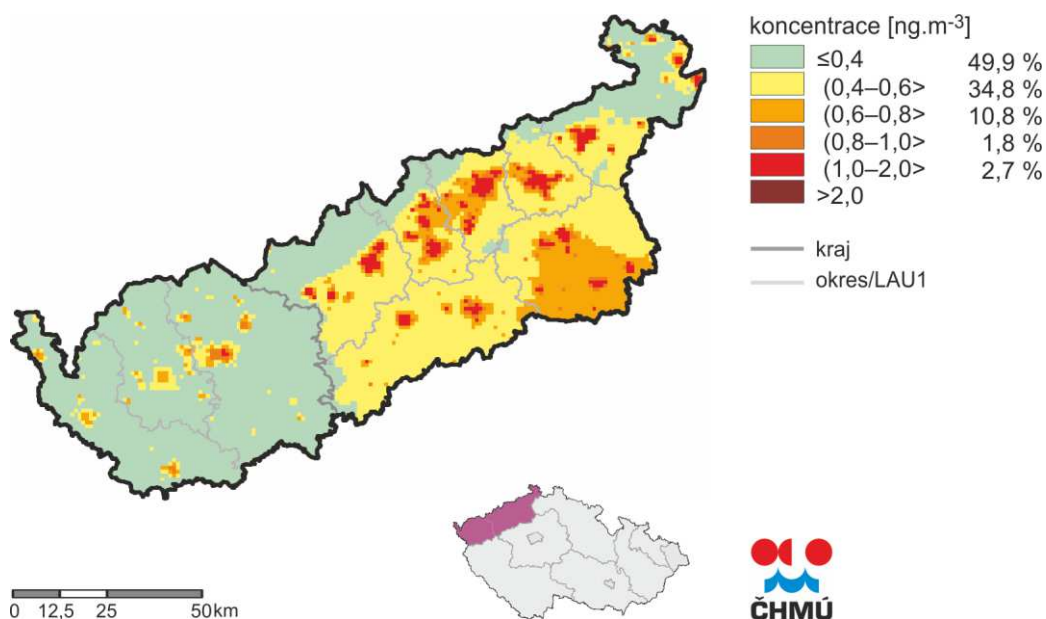 koncentrace [ng.m-3]
≤0,4 49,9 %
(0,4–0,6> 34,8 %
(0,6–0,8> 10,8 %
(0,8–1,0> 1,8 %
(1,0–2,0> 2,7 %
>2,0
kraj
okres/LAU1
0 12,5 25 50km
ČHMÚ